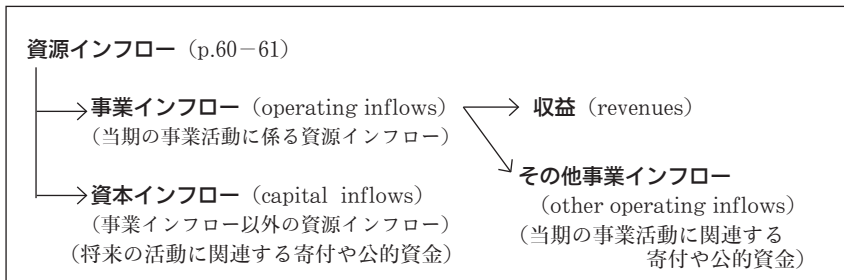 資源インフロー（p.60−61）
事業インフロー（operating inflows）
（当期の事業活動に係る資源インフロー）
収益（revenues）
資本インフロー（capital inflows）
（事業インフロー以外の資源インフロー）
（将来の活動に関連する寄付や公的資金）
その他事業インフロー
（other operating inflows）
（当期の事業活動に関連する
寄付や公的資金）